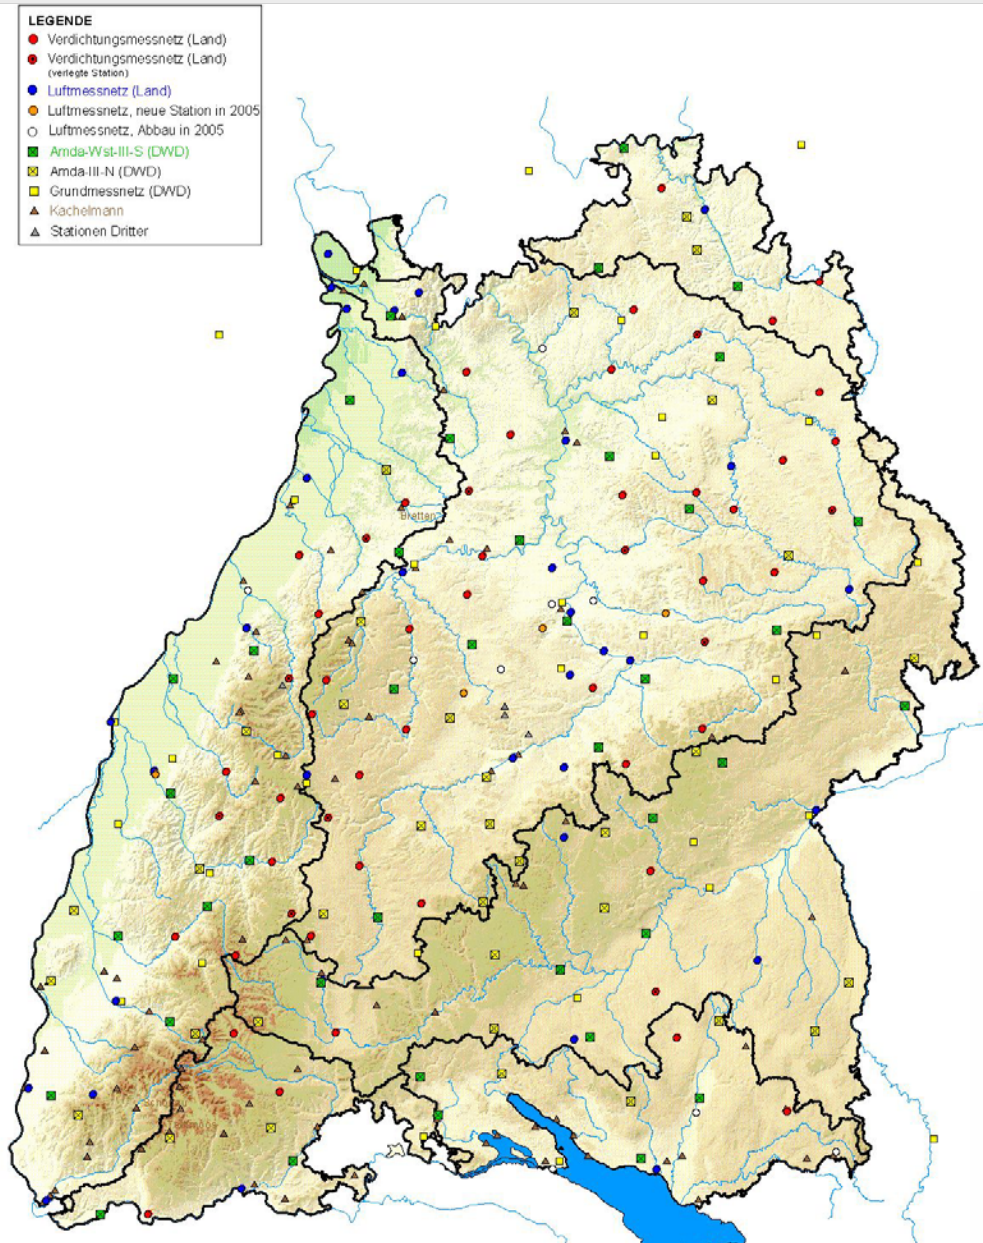 LEGENDE
Verdichtungsmessnetz (Land)
Verdichtungsmessnetz (Land)
(verlegte Station)
Luftmessnetz (Land)
Luftmessnetz, neue Station in 2005
Luftmessnetz, Abbau in 2005
Amda-Wst-III-S (DWD)
Amda-III-N (DWD)
Grundmessnetz (DWD)
Kachelmann
Stationen Dritter
Bretten